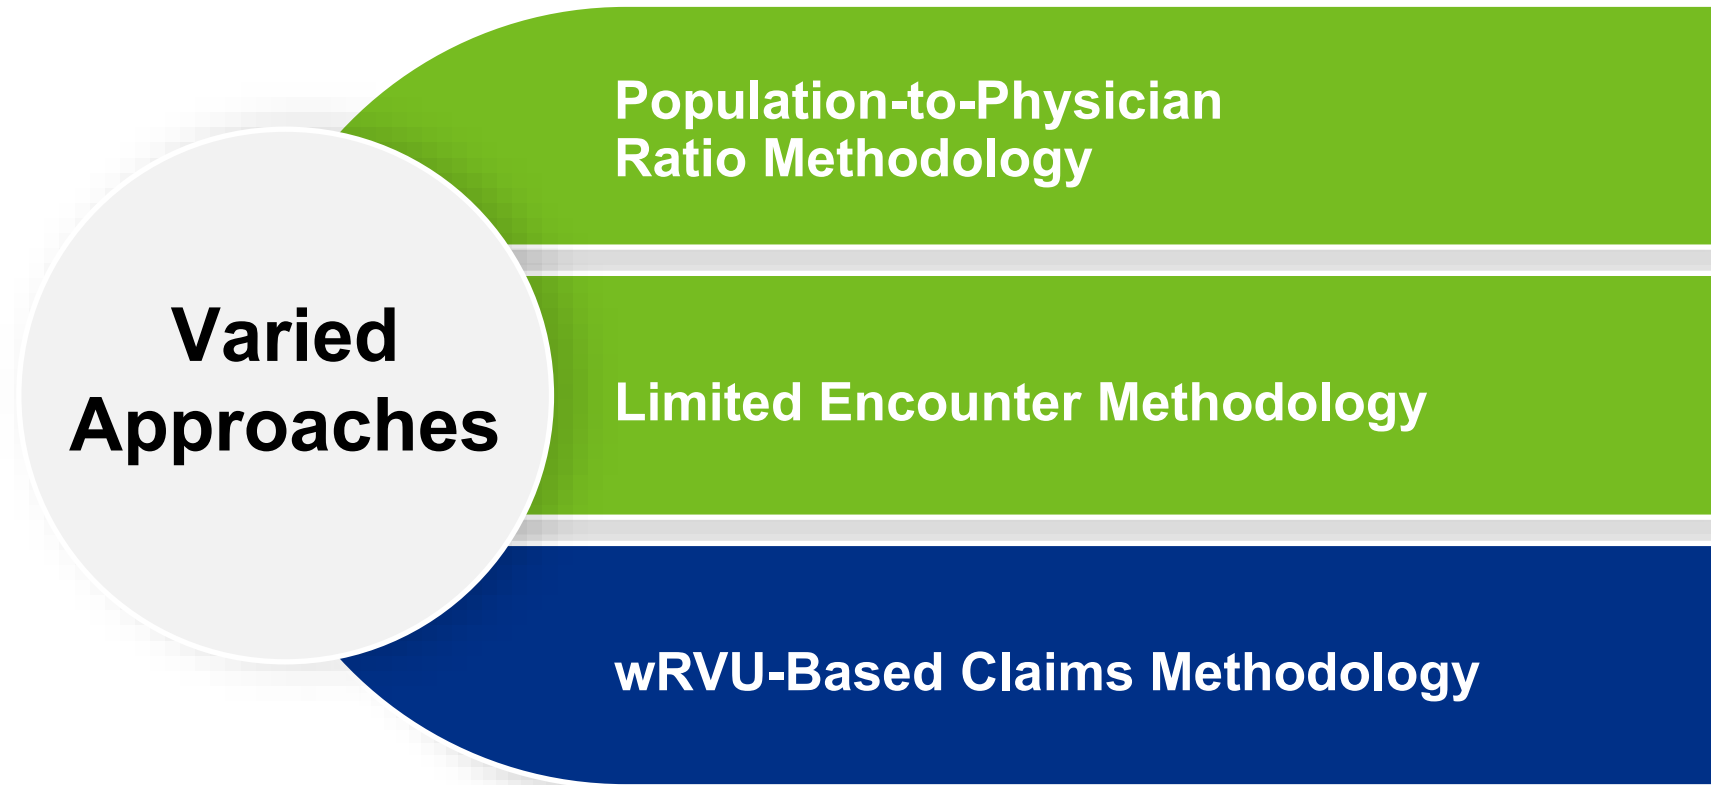 Varied
Approaches
Population-to-Physician
Ratio Methodology
Limited Encounter Methodology
wRVU-Based Claims Methodology